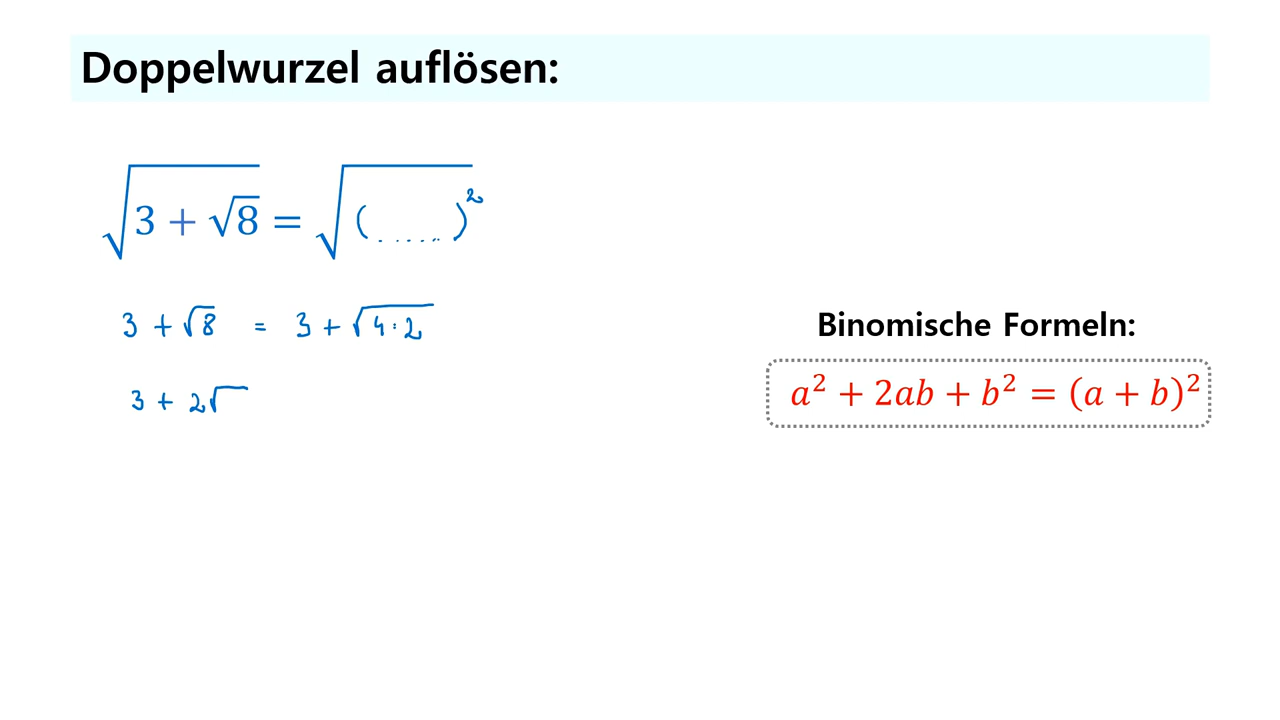 Doppelwurzel auflösen:
√(3 + √8) = √((......)²)
3 + √8 = 3 + √(4·2)
3 + 2√
Binomische Formeln:
a² + 2ab + b² = (a + b)²